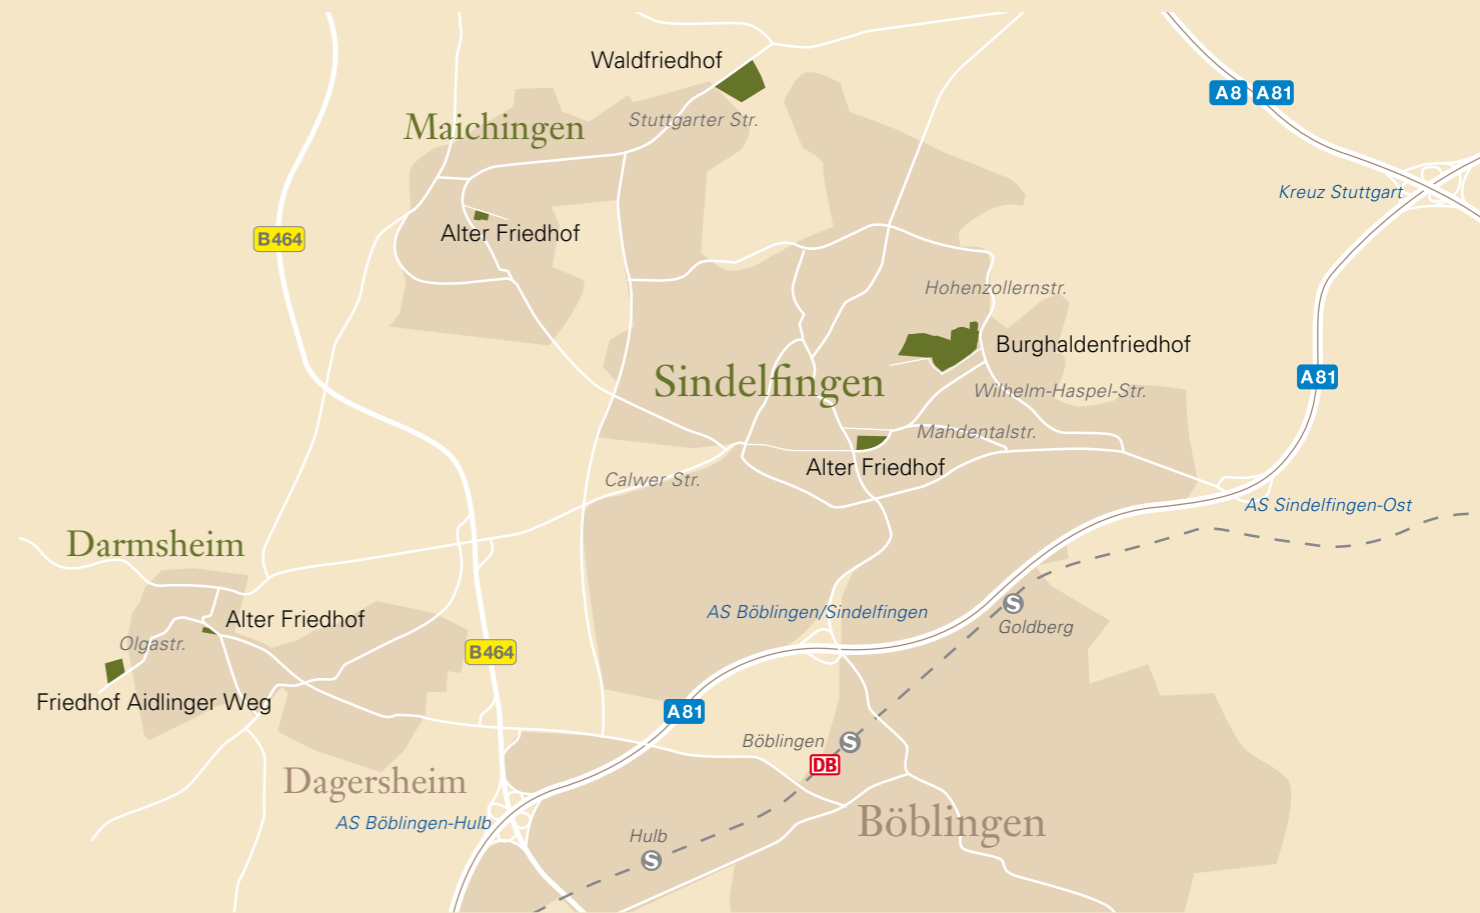 Waldfriedhof
A8 A81
Stuttgarter Str.
Maichingen
Kreuz Stuttgart
Alter Friedhof
B464
Hohenzollernstr.
Burghaldenfriedhof
Sindelfingen
A81
Wilhelm-Haspel-Str.
Mahdentalstr.
Alter Friedhof
Calwer Str.
AS Sindelfingen-Ost
Darmsheim
AS Böblingen/Sindelfingen
S
Alter Friedhof
Goldberg
Olgastr.
B464
Friedhof Aidlinger Weg
A81
Böblingen
S
DB
Dagersheim
AS Böblingen-Hulb
Böblingen
Hulb
S